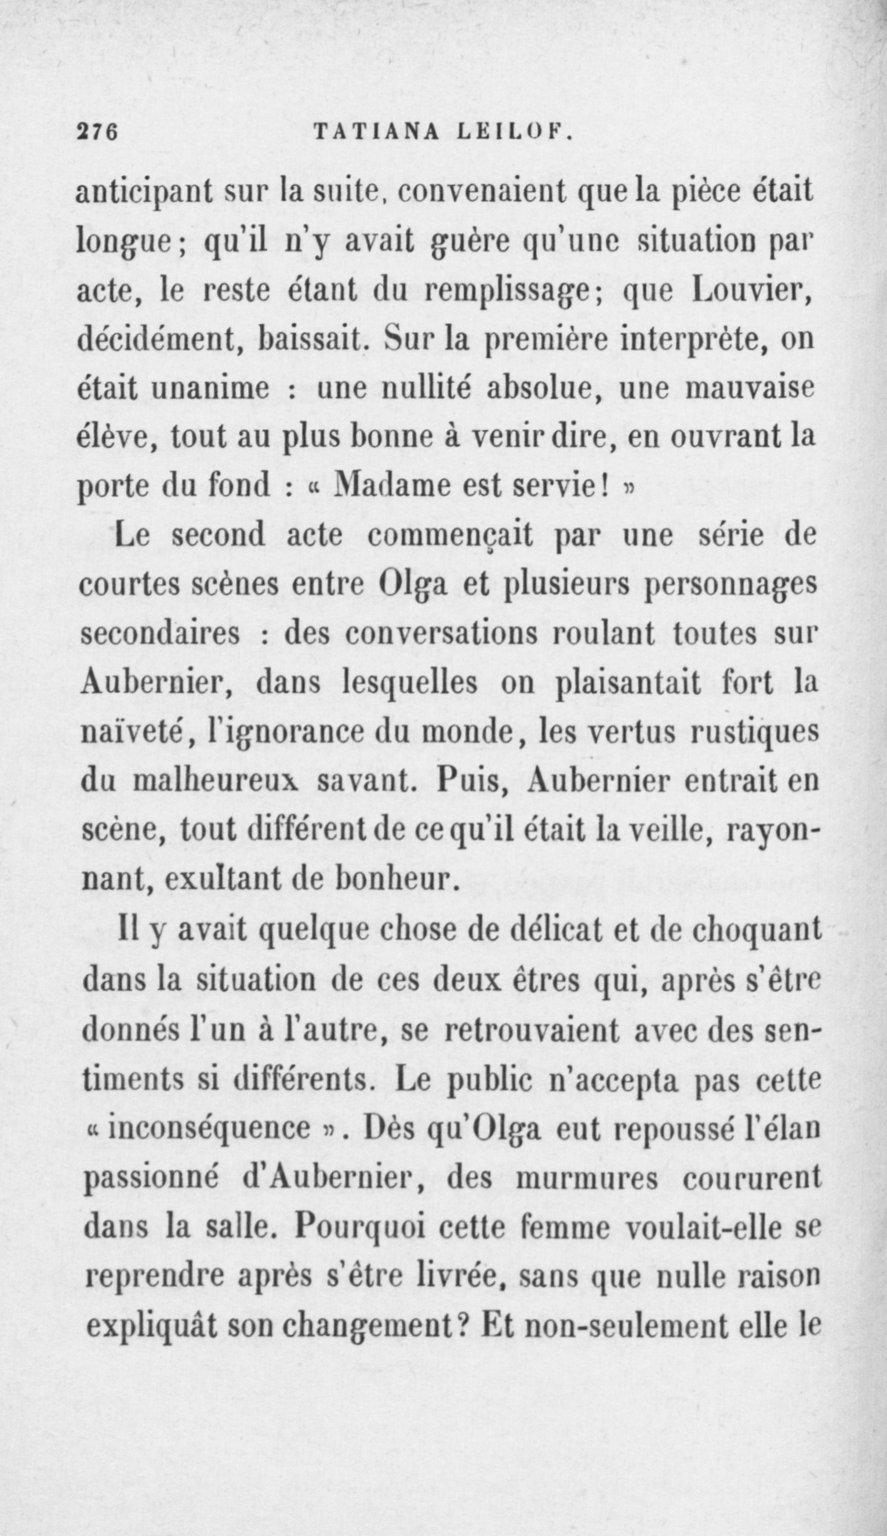 276 TATIANA LEILOF.
anticipant sur la suite, convenaient que la pièce était
longue; qu'il n'y avait guère qu'une situation par
acte, le reste étant du remplissage; que Louvier,
décidément, baissait. Sur la première interprète, on
était unanime : une nullité absolue, une mauvaise
élève, tout au plus bonne à venir dire, en ouvrant la
porte du fond : « Madame est servie! »
Le second acte commençait par une série de
courtes scènes entre Olga et plusieurs personnages
secondaires : des conversations roulant toutes sur
Aubernier, dans lesquelles on plaisantait fort la
naïveté, l'ignorance du monde, les vertus rustiques
du malheureux savant. Puis, Aubernier entrait en
scène, tout différent de ce qu'il était la veille, rayon-
nant, exultant de bonheur.
Il y avait quelque chose de délicat et de choquant
dans la situation de ces deux êtres qui, après s'être
donnés l'un à l'autre, se retrouvaient avec des sen-
timents si différents. Le public n'accepta pas cette
« inconséquence ». Dès qu'Olga eut repoussé l'élan
passionné d'Aubernier, des murmures coururent
dans la salle. Pourquoi cette femme voulait-elle se
reprendre après s'être livrée, sans que nulle raison
expliquât son changement? Et non-seulement elle le